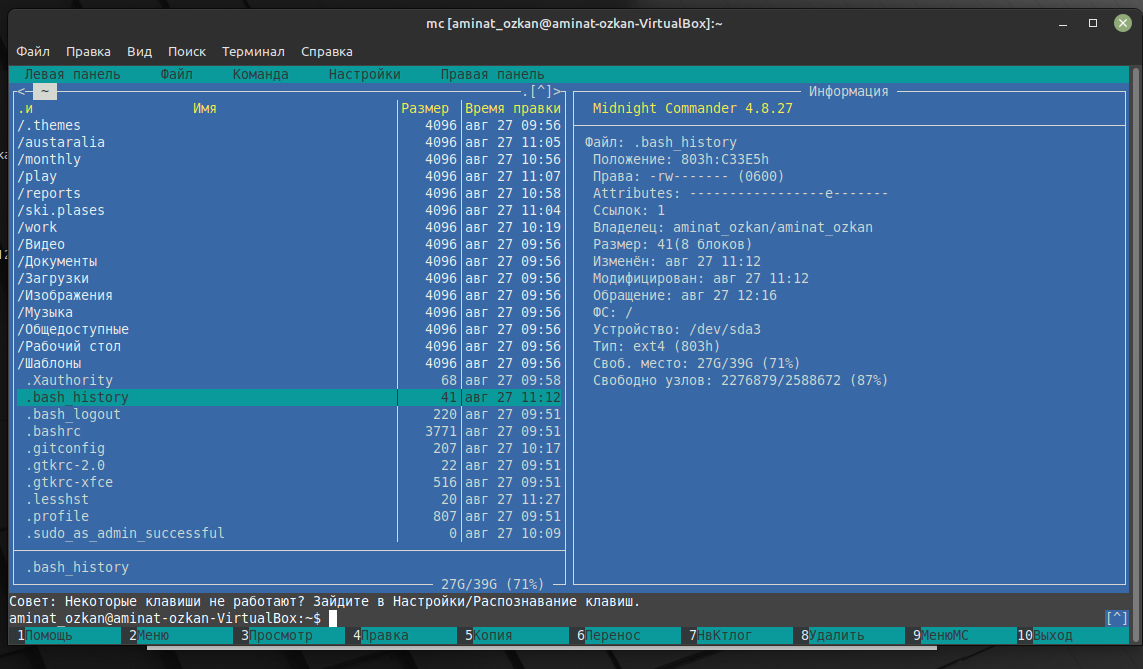 mc [aminat_ozkan@aminat-ozkan-VirtualBox]:~
Файл Правка Вид Поиск Терминал Справка
Левая панель Файл Команда Настройки Правая панель
<─ ~ ─.[^]>
.и Имя Размер Время правки
/.themes 4096 авг 27 09:56
/austaralia 4096 авг 27 11:05
/monthly 4096 авг 27 10:56
/play 4096 авг 27 11:07
/reports 4096 авг 27 10:58
/ski.plases 4096 авг 27 11:04
/work 4096 авг 27 10:19
/Видео 4096 авг 27 09:56
/Документы 4096 авг 27 09:56
/Загрузки 4096 авг 27 09:56
/Изображения 4096 авг 27 09:56
/Музыка 4096 авг 27 09:56
/Общедоступные 4096 авг 27 09:56
/Рабочий стол 4096 авг 27 09:56
/Шаблоны 4096 авг 27 09:56
.Xauthority 68 авг 27 09:58
.bash_history 41 авг 27 11:12
.bash_logout 220 авг 27 09:51
.bashrc 3771 авг 27 09:51
.gitconfig 207 авг 27 10:17
.gtkrc-2.0 22 авг 27 09:51
.gtkrc-xfce 516 авг 27 09:51
.lesshst 20 авг 27 11:27
.profile 807 авг 27 09:51
.sudo_as_admin_successful 0 авг 27 10:09
.bash_history
27G/39G (71%)
Информация
Midnight Commander 4.8.27
Файл: .bash_history
Положение: 803h:C33E5h
Права: -rw------- (0600)
Attributes: -----------------e-------
Ссылок: 1
Владелец: aminat_ozkan/aminat_ozkan
Размер: 41(8 блоков)
Изменён: авг 27 11:12
Модифицирован: авг 27 11:12
Обращение: авг 27 12:16
ФС: /
Устройство: /dev/sda3
Тип: ext4 (803h)
Своб. место: 27G/39G (71%)
Свободно узлов: 2276879/2588672 (87%)
Совет: Некоторые клавиши не работают? Зайдите в Настройки/Распознавание клавиш.
aminat_ozkan@aminat-ozkan-VirtualBox:~$ [^]
1Помощь 2Меню 3Просмотр 4Правка 5Копия 6Перенос 7НвКтлог 8Удалить 9МенюMC 10Выход